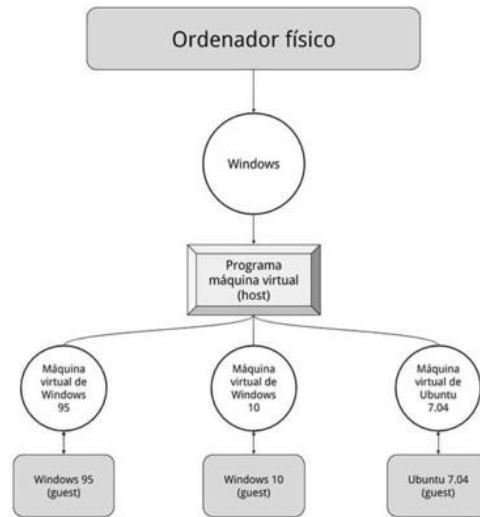 Ordenador físico
Windows
Programa
máquina virtual
(host)
Máquina
virtual de
Windows
95
Máquina
virtual de
Windows
10
Máquina
virtual de
Ubuntu
7.04
Windows 95
(guest)
Windows 10
(guest)
Ubuntu 7.04
(guest)